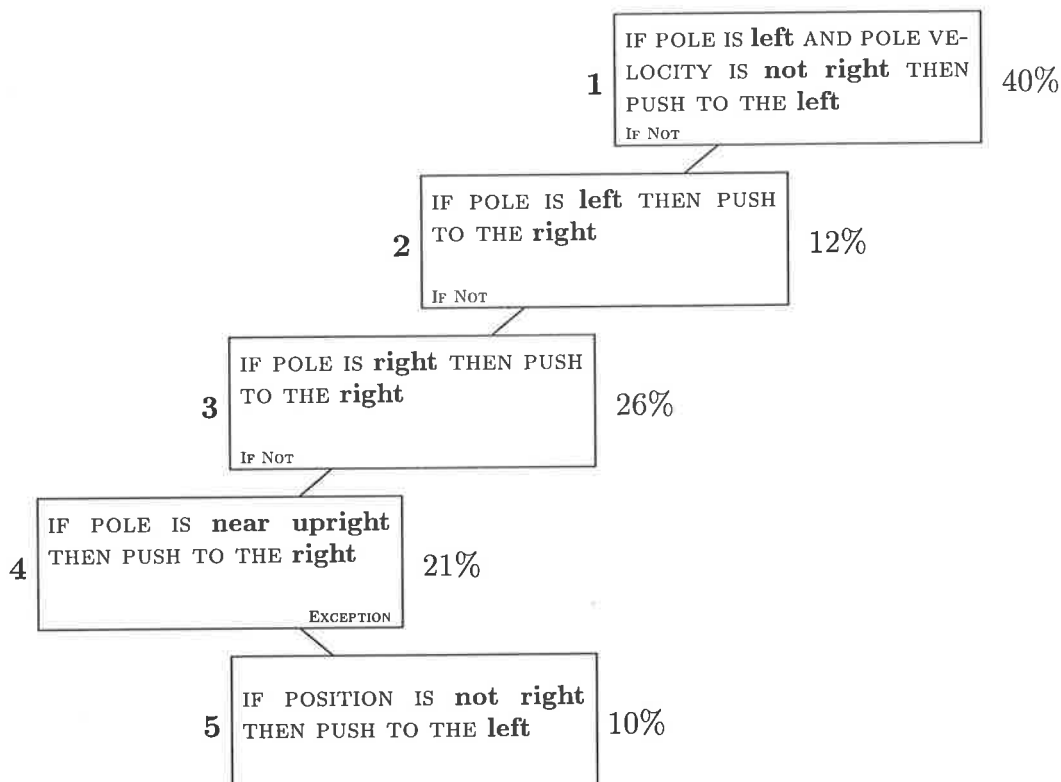 IF POLE IS left AND POLE VE-
LOCITY IS not right THEN
PUSH TO THE left
IF NOT
1
40%
IF POLE IS left THEN PUSH
TO THE right
IF NOT
2
12%
IF POLE IS right THEN PUSH
TO THE right
IF NOT
3
26%
IF POLE IS near upright
THEN PUSH TO THE right
EXCEPTION
4
21%
IF POSITION IS not right
THEN PUSH TO THE left
5
10%